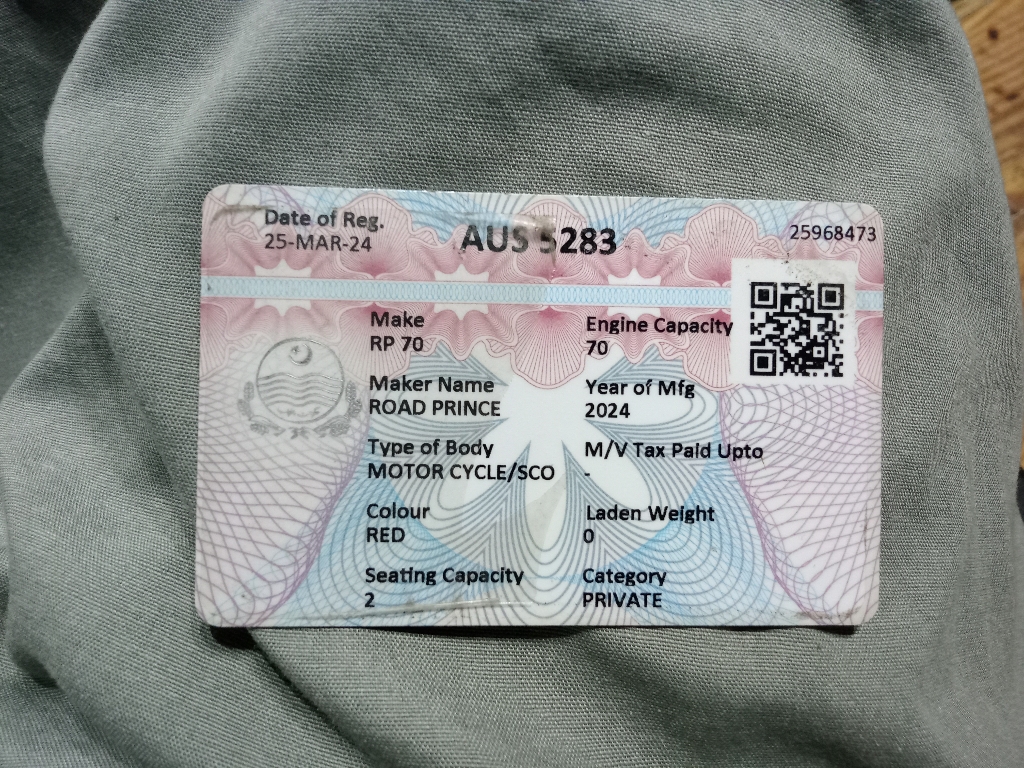 Date of Reg.
25-MAR-24
AUS 5283
25968473
Make
RP 70
Engine Capacity
70
Maker Name
ROAD PRINCE
Year of Mfg
2024
Type of Body
MOTOR CYCLE/SCO
M/V Tax Paid Upto
-
Colour
RED
Laden Weight
0
Seating Capacity
2
Category
PRIVATE